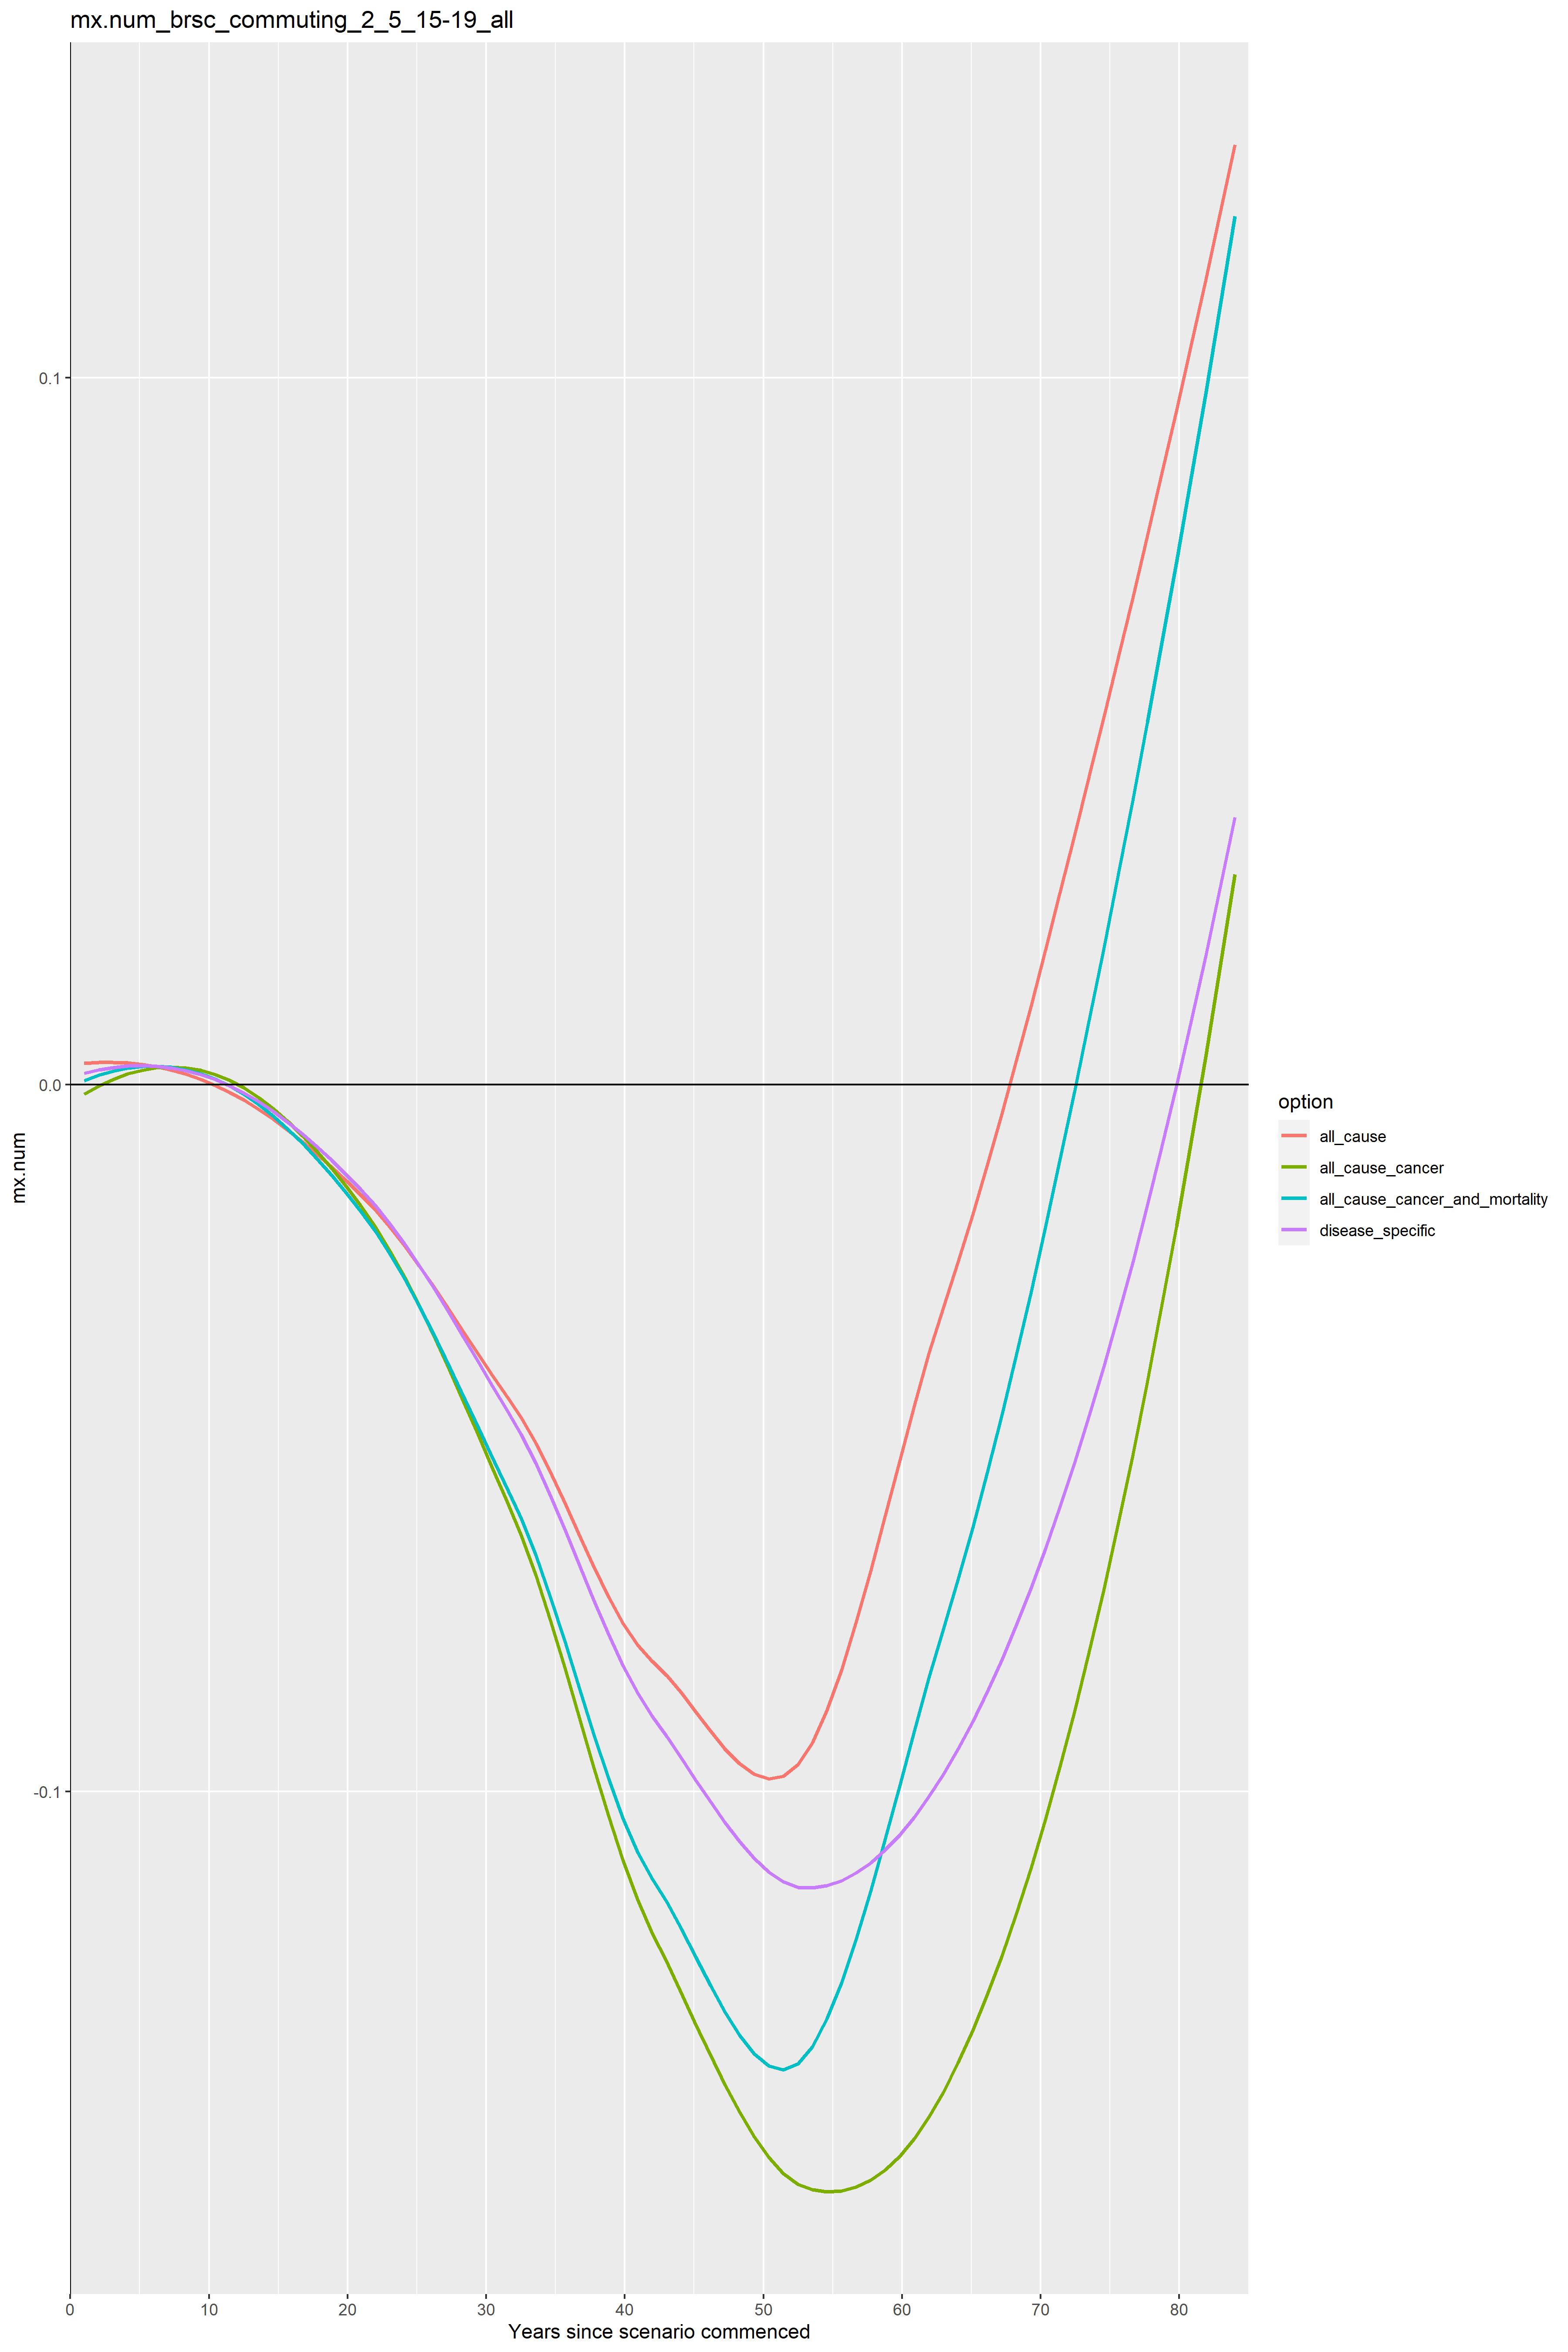 mx.num_brsc_commuting_2_5_15-19_all
0.1
0.0
-0.1
mx.num
0 10 20 30 40 50 60 70 80
Years since scenario commenced
option
all_cause
all_cause_cancer
all_cause_cancer_and_mortality
disease_specific